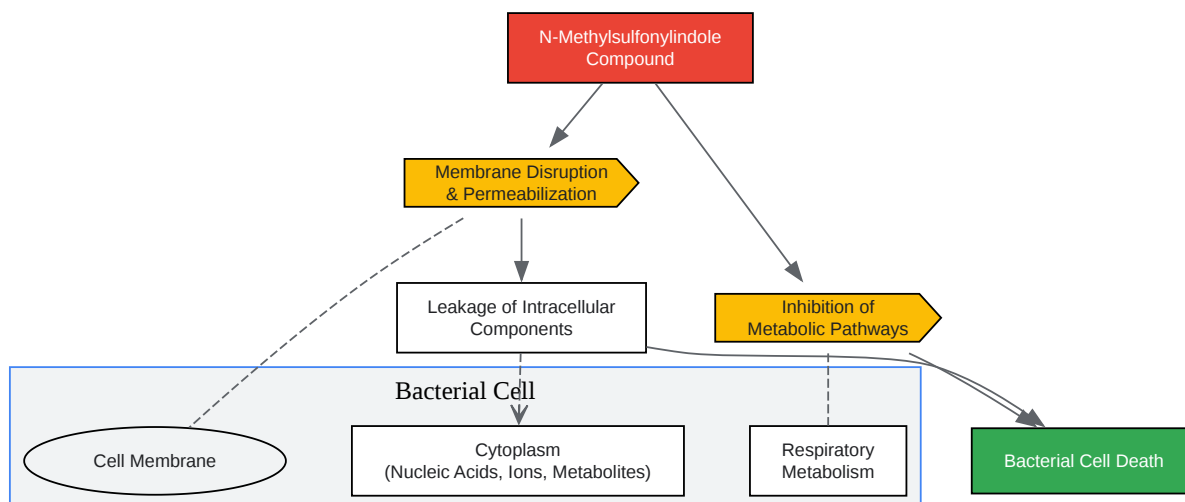 N-Methylsulfonylindole
Compound
Membrane Disruption
& Permeabilization
Leakage of Intracellular
Components
Inhibition of
Metabolic Pathways
Bacterial Cell
Cell Membrane
Cytoplasm
(Nucleic Acids, Ions, Metabolites)
Respiratory
Metabolism
Bacterial Cell Death